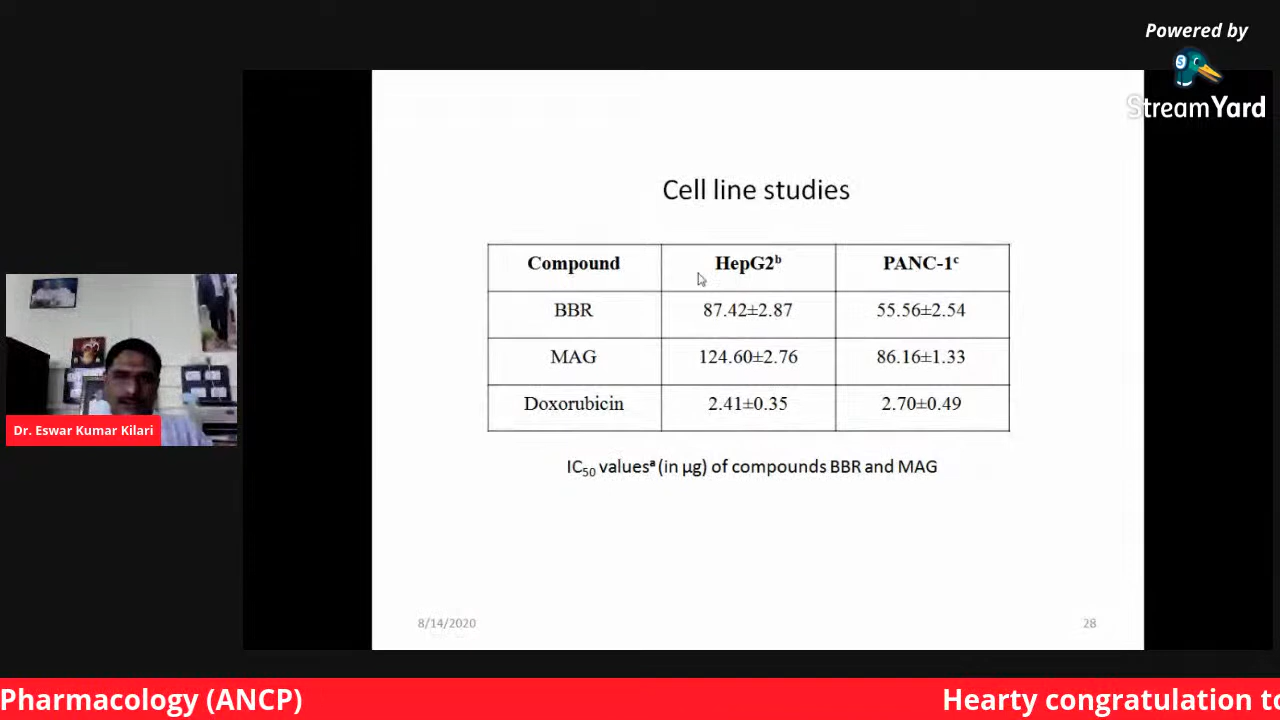 Powered by
StreamYard
Cell line studies
Compound HepG2ᵇ PANC-1ᶜ
BBR 87.42±2.87 55.56±2.54
MAG 124.60±2.76 86.16±1.33
Doxorubicin 2.41±0.35 2.70±0.49
IC₅₀ valuesᵃ (in µg) of compounds BBR and MAG
Dr. Eswar Kumar Kilari
8/14/2020 28
Pharmacology (ANCP) Hearty congratulation to